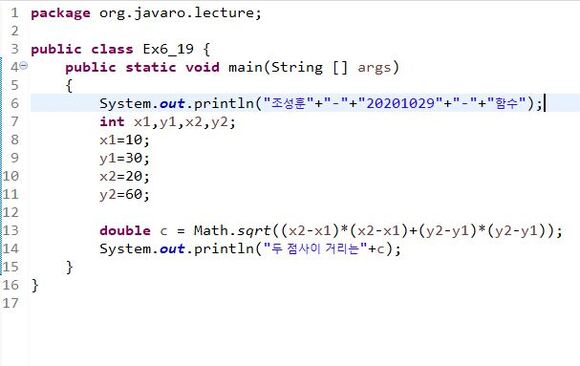 1 package org.javaro.lecture;
2
3 public class Ex6_19 {
4 public static void main(String [] args)
5 {
6 System.out.println("조성훈"+"-"+"20201029"+"-"+"함수");
7 int x1,y1,x2,y2;
8 x1=10;
9 y1=30;
10 x2=20;
11 y2=60;
12
13 double c = Math.sqrt((x2-x1)*(x2-x1)+(y2-y1)*(y2-y1));
14 System.out.println("두 점사이 거리는"+c);
15 }
16 }
17